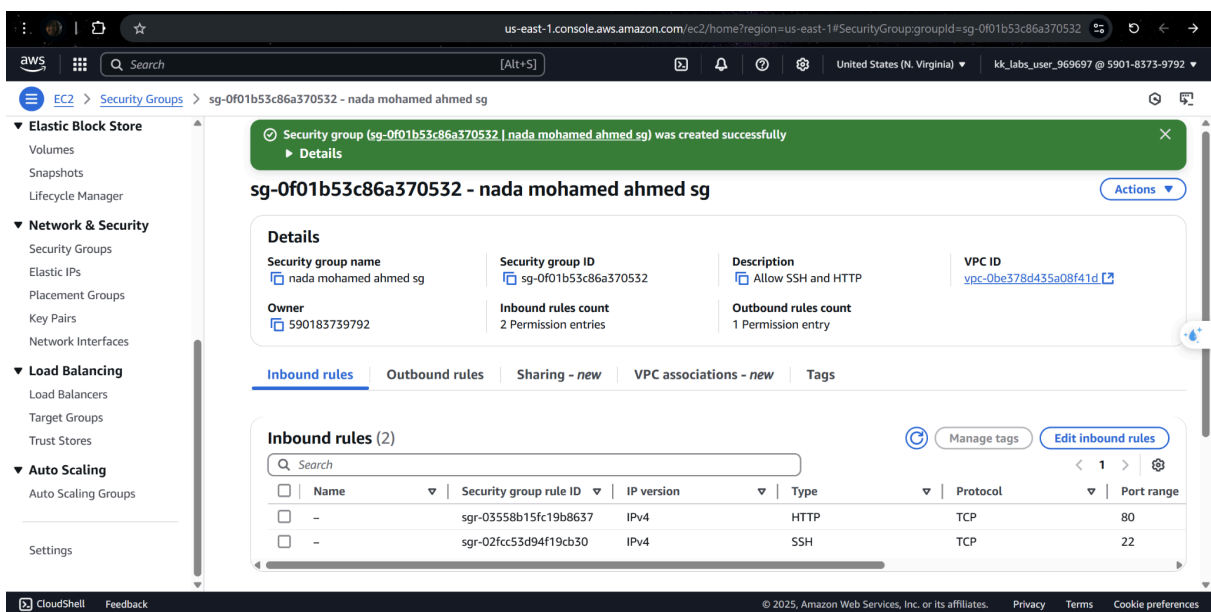 us-east-1.console.aws.amazon.com/ec2/home?region=us-east-1#SecurityGroup:groupId=sg-0f01b53c86a370532
aws Search [Alt+S] United States (N. Virginia) ▼ kk_labs_user_969697 @ 5901-8373-9792 ▼
EC2 > Security Groups > sg-0f01b53c86a370532 - nada mohamed ahmed sg
▼ Elastic Block Store
Volumes
Snapshots
Lifecycle Manager
▼ Network & Security
Security Groups
Elastic IPs
Placement Groups
Key Pairs
Network Interfaces
▼ Load Balancing
Load Balancers
Target Groups
Trust Stores
▼ Auto Scaling
Auto Scaling Groups
Settings
Security group (sg-0f01b53c86a370532 | nada mohamed ahmed sg) was created successfully
▶ Details
sg-0f01b53c86a370532 - nada mohamed ahmed sg
Actions ▼
Details
Security group name Security group ID Description VPC ID
nada mohamed ahmed sg sg-0f01b53c86a370532 Allow SSH and HTTP vpc-0be378d435a08f41d
Owner Inbound rules count Outbound rules count
590183739792 2 Permission entries 1 Permission entry
Inbound rules Outbound rules Sharing - new VPC associations - new Tags
Inbound rules (2) Manage tags Edit inbound rules
Search < 1 >
Name Security group rule ID IP version Type Protocol Port range
– sgr-03558b15fc19b8637 IPv4 HTTP TCP 80
– sgr-02fcc53d94f19cb30 IPv4 SSH TCP 22
CloudShell Feedback © 2025, Amazon Web Services, Inc. or its affiliates. Privacy Terms Cookie preferences